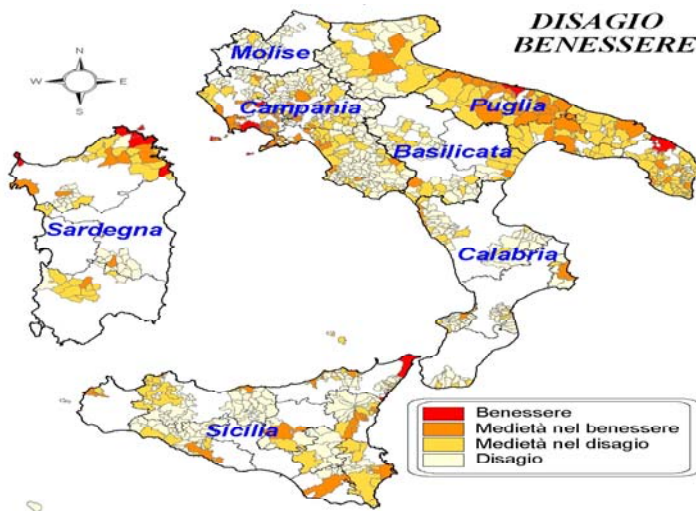 DISAGIO
BENESSERE
N
W E
S
Molise
Campania
Puglia
Basilicata
Sardegna
Calabria
Sicilia
Benessere
Medietà nel benessere
Medietà nel disagio
Disagio